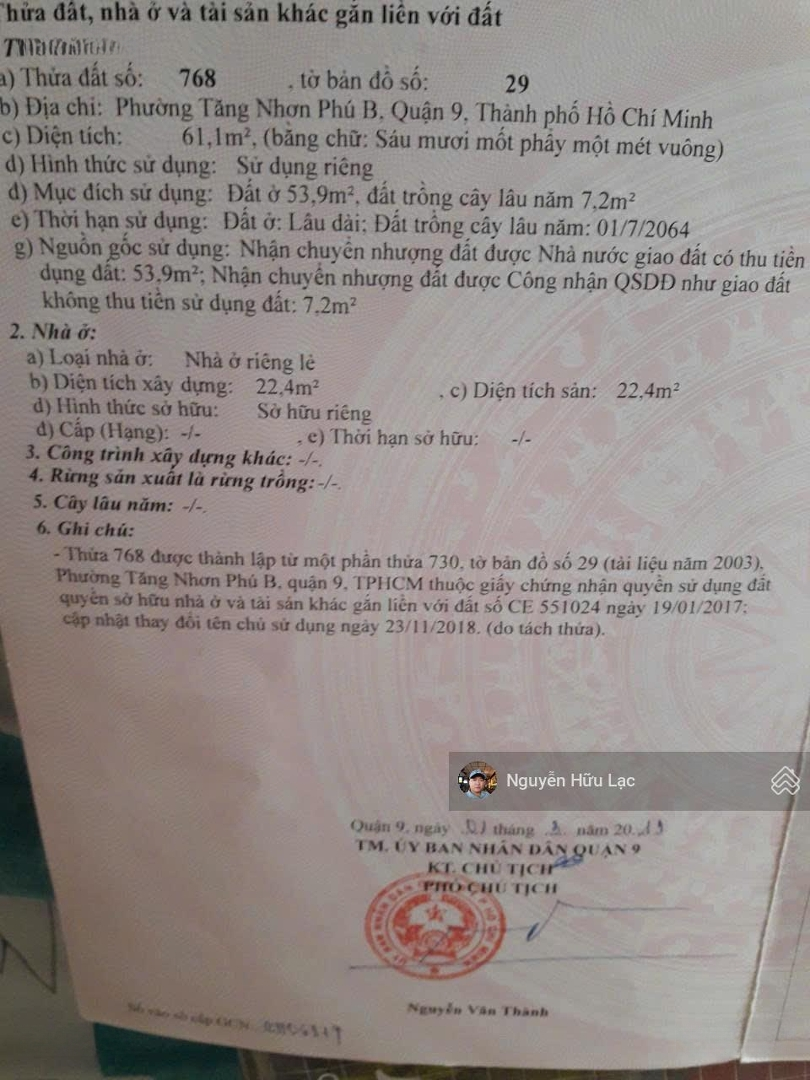 Thửa đất, nhà ở và tài sản khác gắn liền với đất
a) Thửa đất số: 768 , tờ bản đồ số: 29
b) Địa chỉ: Phường Tăng Nhơn Phú B, Quận 9, Thành phố Hồ Chí Minh
c) Diện tích: 61,1m², (bằng chữ: Sáu mươi mốt phẩy một mét vuông)
d) Hình thức sử dụng: Sử dụng riêng
đ) Mục đích sử dụng: Đất ở 53,9m², đất trồng cây lâu năm 7,2m²
e) Thời hạn sử dụng: Đất ở: Lâu dài; Đất trồng cây lâu năm: 01/7/2064
g) Nguồn gốc sử dụng: Nhận chuyển nhượng đất được Nhà nước giao đất có thu tiền
dụng đất: 53,9m²; Nhận chuyển nhượng đất được Công nhận QSDĐ như giao đất
không thu tiền sử dụng đất: 7,2m²
2. Nhà ở:
a) Loại nhà ở: Nhà ở riêng lẻ
b) Diện tích xây dựng: 22,4m² , c) Diện tích sàn: 22,4m²
d) Hình thức sở hữu: Sở hữu riêng
đ) Cấp (Hạng): -/- , e) Thời hạn sở hữu: -/-
3. Công trình xây dựng khác: -/-.
4. Rừng sản xuất là rừng trồng: -/-.
5. Cây lâu năm: -/-.
6. Ghi chú:
- Thửa 768 được thành lập từ một phần thửa 730, tờ bản đồ số 29 (tài liệu năm 2003),
Phường Tăng Nhơn Phú B, quận 9, TPHCM thuộc giấy chứng nhận quyền sử dụng đất
quyền sở hữu nhà ở và tài sản khác gắn liền với đất số CE 551024 ngày 19/01/2017;
cập nhật thay đổi tên chủ sử dụng ngày 23/11/2018. (do tách thửa).
Nguyễn Hữu Lạc
Quận 9, ngày tháng năm 20
TM. ỦY BAN NHÂN DÂN QUẬN 9
KT. CHỦ TỊCH
PHÓ CHỦ TỊCH
Nguyễn Văn Thành
Số vào sổ cấp GCN: